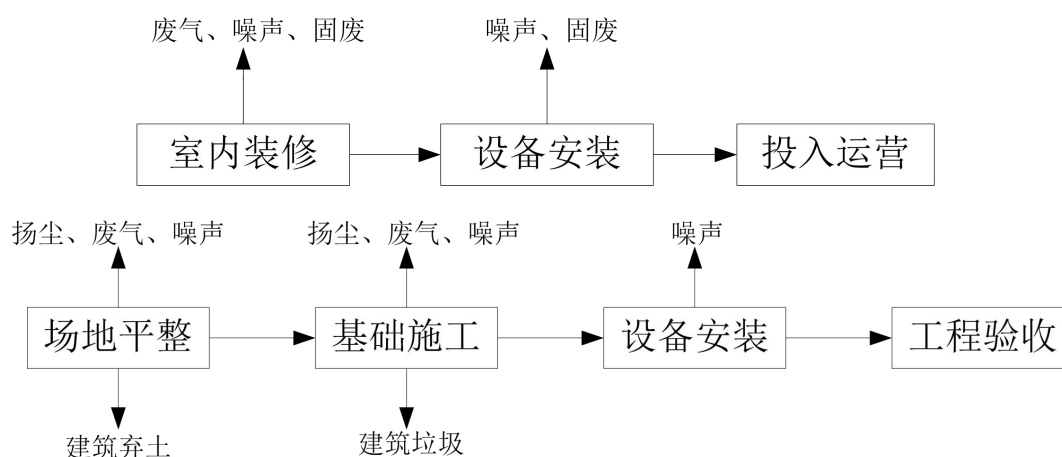 废气、噪声、固废
噪声、固废
室内装修
设备安装
投入运营
扬尘、废气、噪声
扬尘、废气、噪声
噪声
场地平整
基础施工
设备安装
工程验收
建筑弃土
建筑垃圾